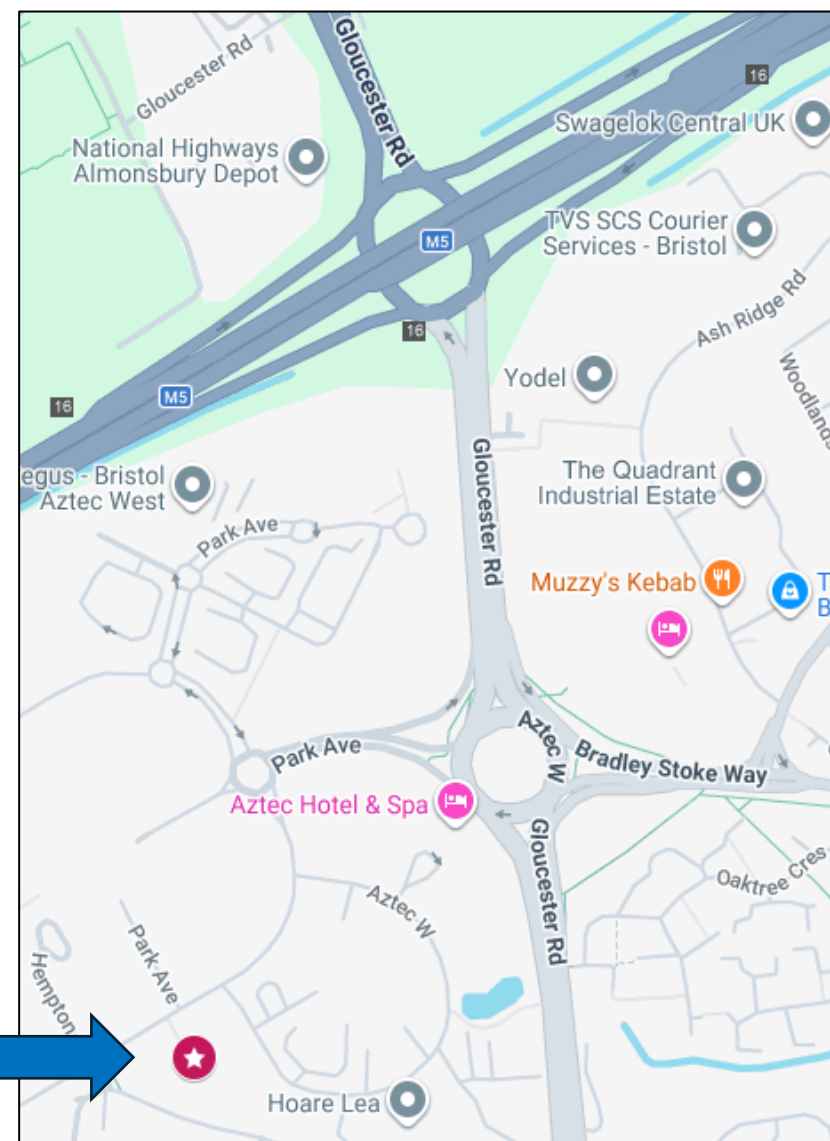 Gloucester Rd
Gloucester Rd
16
Swagelok Central UK
National Highways
Almonsbury Depot
TVS SCS Courier
Services - Bristol
M5
Ash Ridge Rd
16
Yodel
Woodlands
M5
16
egus - Bristol
Aztec West
Gloucester Rd
The Quadrant
Industrial Estate
Park Ave
Muzzy's Kebab
T
B
Aztec W
Park Ave
Bradley Stoke Way
Aztec Hotel & Spa
Gloucester Rd
Oaktree Cres
Aztec W
Park Ave
Hempton
Hoare Lea